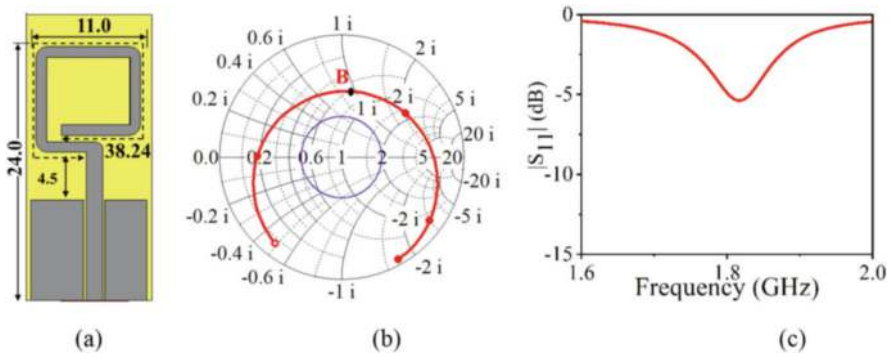 11.0
24.0
4.5
38.24
(a)
1 i
0.6 i
2 i
0.4 i
B
0.2 i
2 i
5 i
1 i
20 i
0.0
0.2
0.6
1
2
5
20
-20 i
-0.2 i
-2 i
-5 i
-0.4 i
-2 i
-0.6 i
-1 i
(b)
0
-5
-10
-15
|S11| (dB)
1.6
1.8
2.0
Frequency (GHz)
(c)